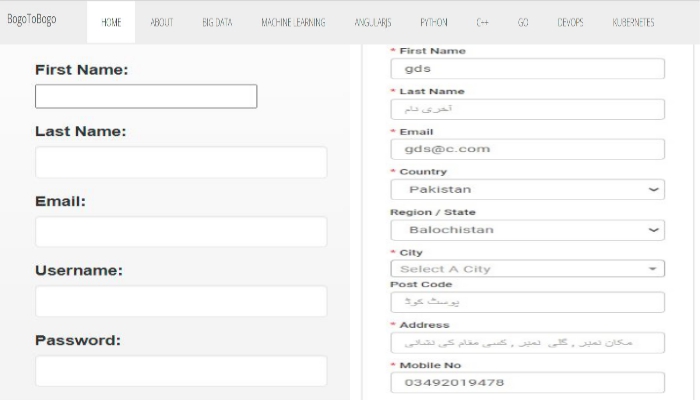 BogoToBogo HOME ABOUT BIG DATA MACHINE LEARNING ANGULARJS PYTHON C++ GO DEVOPS KUBERNETES
First Name:
Last Name:
Email:
Username:
Password:
* First Name
gds
* Last Name
آخری نام
* Email
gds@c.com
* Country
Pakistan
Region / State
Balochistan
* City
Select A City
Post Code
پوسٹ کوڈ
* Address
مکان نمبر , گلی نمبر , کسی مقام کی نشانی
* Mobile No
03492019478